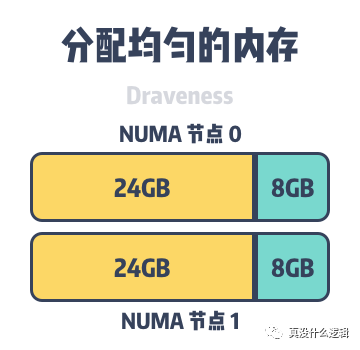 分配均匀的内存
Draveness
NUMA 节点 0
24GB 8GB
24GB 8GB
NUMA 节点 1
真没什么逻辑